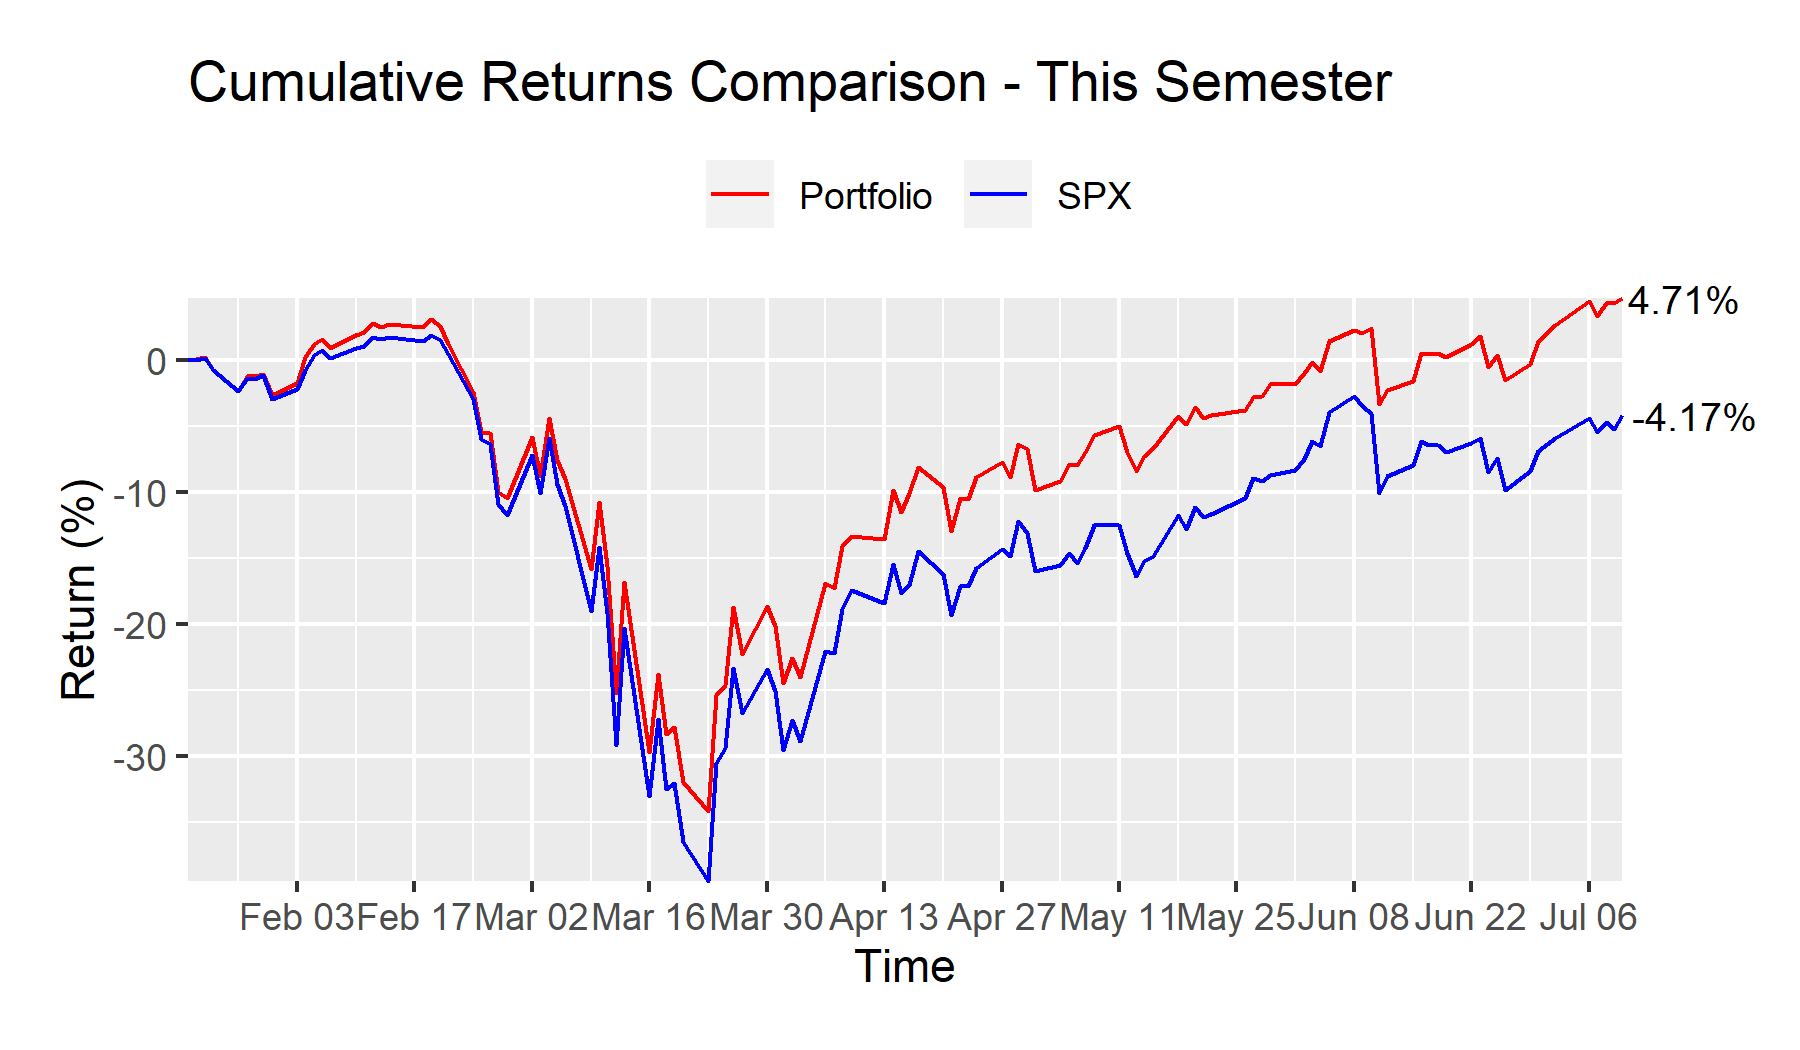 Cumulative Returns Comparison - This Semester
Portfolio SPX
4.71%
-4.17%
0
-10
-20
-30
Return (%)
Feb 03 Feb 17 Mar 02 Mar 16 Mar 30 Apr 13 Apr 27 May 11 May 25 Jun 08 Jun 22 Jul 06
Time